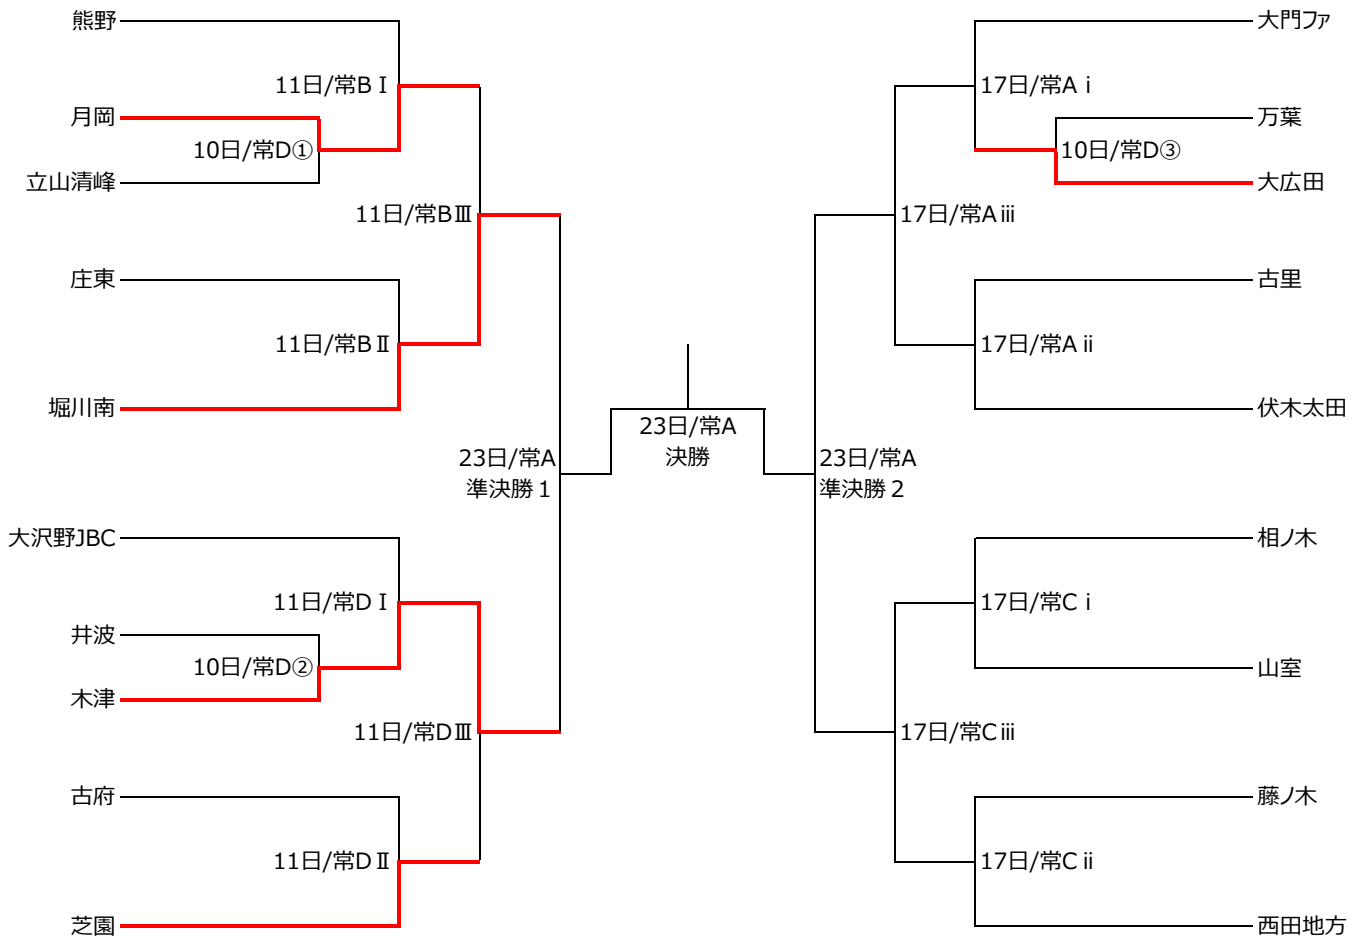 熊野
11日/常BⅠ
月岡
10日/常D①
立山清峰
11日/常BⅢ
庄東
11日/常BⅡ
堀川南
23日/常A
準決勝1
大沢野JBC
11日/常DⅠ
井波
10日/常D②
木津
11日/常DⅢ
古府
11日/常DⅡ
芝園
23日/常A
決勝
大門ファ
17日/常Aⅰ
万葉
10日/常D③
大広田
17日/常Aⅲ
古里
17日/常Aⅱ
伏木太田
23日/常A
準決勝2
相ノ木
17日/常Cⅰ
山室
17日/常Cⅲ
藤ノ木
17日/常Cⅱ
西田地方